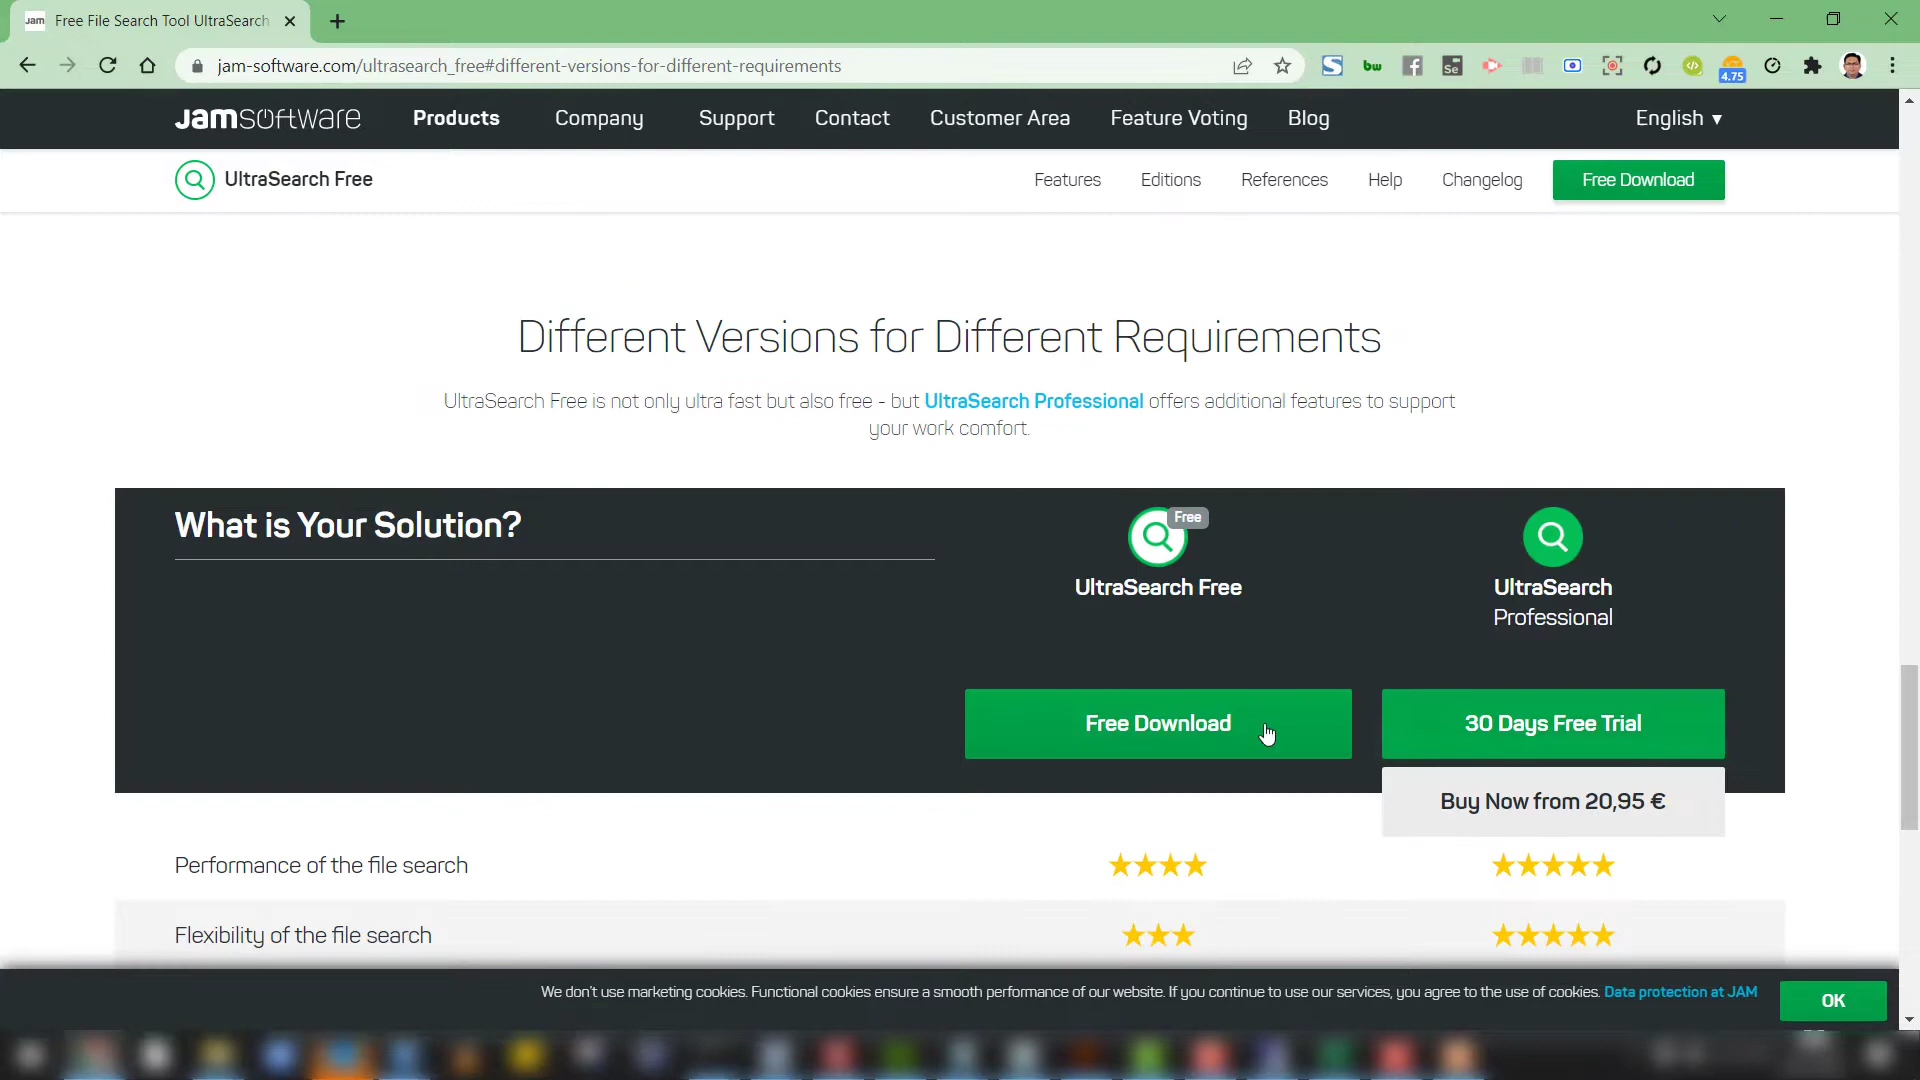 Jam Free File Search Tool UltraSearch
jam-software.com/ultrasearch_free#different-versions-for-different-requirements
bw
Se
4.75
Jamsoftware Products Company Support Contact Customer Area Feature Voting Blog English ▾
UltraSearch Free Features Editions References Help Changelog Free Download
Different Versions for Different Requirements
UltraSearch Free is not only ultra fast but also free - but UltraSearch Professional offers additional features to support
your work comfort.
What is Your Solution?
Free
UltraSearch Free
UltraSearch
Professional
Free Download
30 Days Free Trial
Buy Now from 20,95 €
Performance of the file search ★★★★ ★★★★★
Flexibility of the file search ★★★ ★★★★★
We don't use marketing cookies. Functional cookies ensure a smooth performance of our website. If you continue to use our services, you agree to the use of cookies. Data protection at JAM
OK